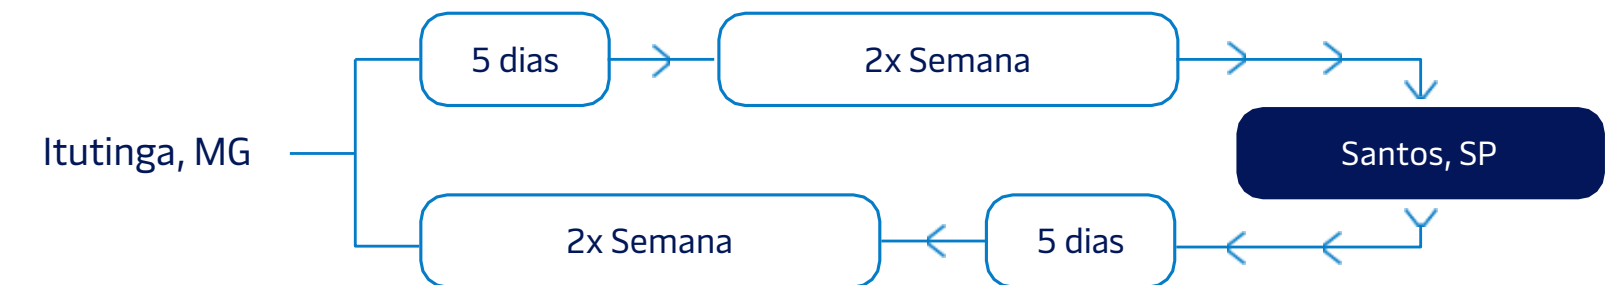 5 dias
2x Semana
Itutinga, MG
Santos, SP
2x Semana
5 dias